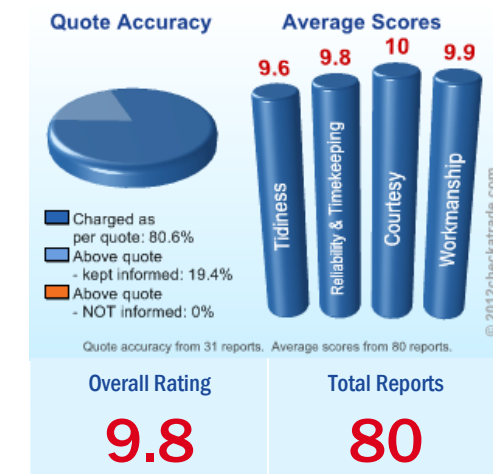 Quote Accuracy
Average Scores
9.6
9.8
10
9.9
Tidiness
Reliability & Timekeeping
Courtesy
Workmanship
Charged as
per quote: 80.6%
Above quote
- kept informed: 19.4%
Above quote
- NOT informed: 0%
© 2012checkatrade.com
Quote accuracy from 31 reports. Average scores from 80 reports.
Overall Rating
Total Reports
9.8
80